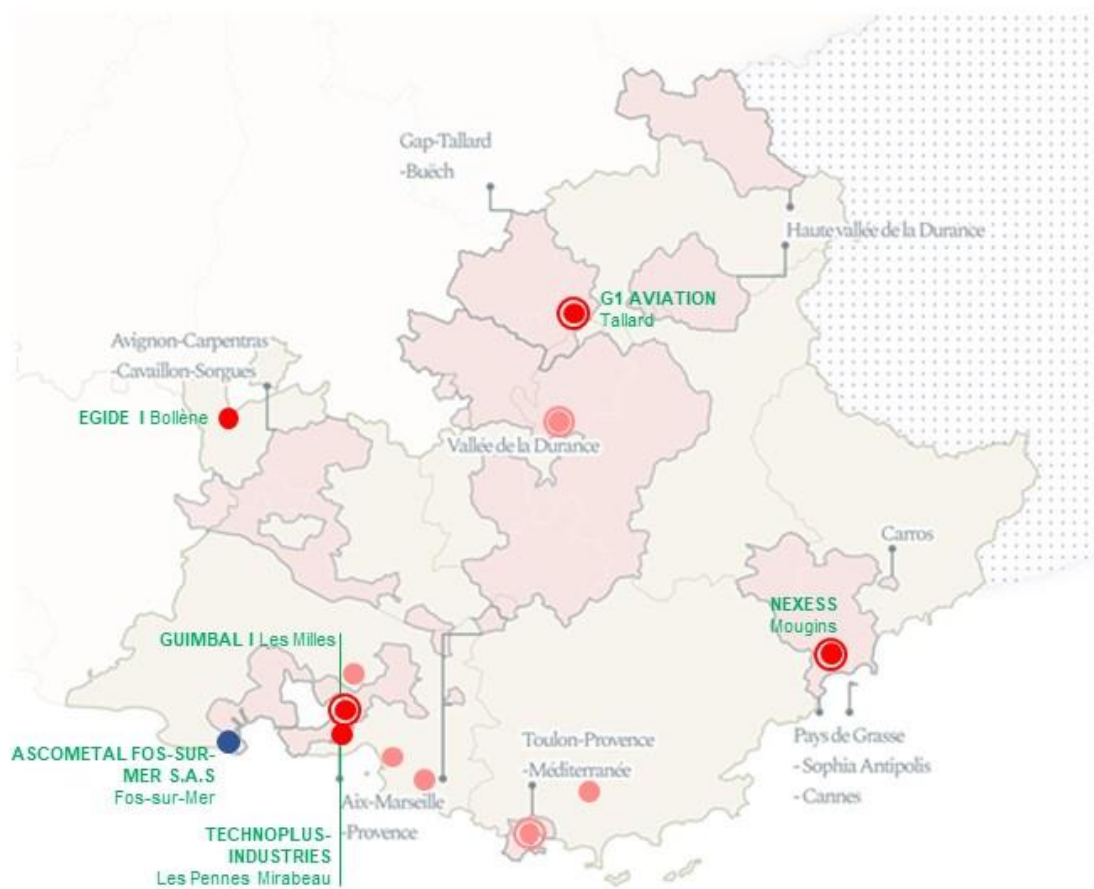 Gap-Tallard
-Buëch
Haute vallée de la Durance
G1 AVIATION
Tallard
Avignon-Carpentras
-Cavaillon-Sorgues
EGIDE I Bollène
Vallée de la Durance
Carros
NEXESS
Mougins
GUIMBAL I Les Milles
ASCOMETAL FOS-SUR-
MER S.A.S
Fos-sur-Mer
Toulon-Provence
-Méditerranée
Pays de Grasse
- Sophia Antipolis
- Cannes
Aix-Marseille
-Provence
TECHNOPLUS-
INDUSTRIES
Les Pennes Mirabeau